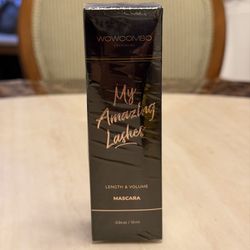 WOWCOMBO
My
Amazing
Lashes
LENGTH & VOLUME
MASCARA